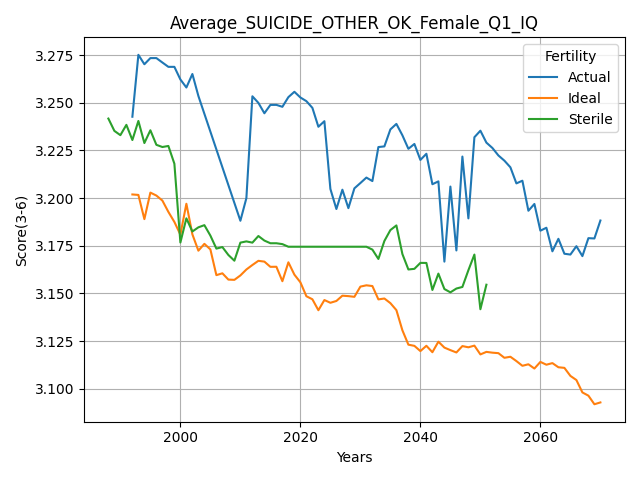 Average_SUICIDE_OTHER_OK_Female_Q1_IQ
Fertility
Actual
Ideal
Sterile
Score(3-6)
3.275
3.250
3.225
3.200
3.175
3.150
3.125
3.100
2000
2020
2040
2060
Years